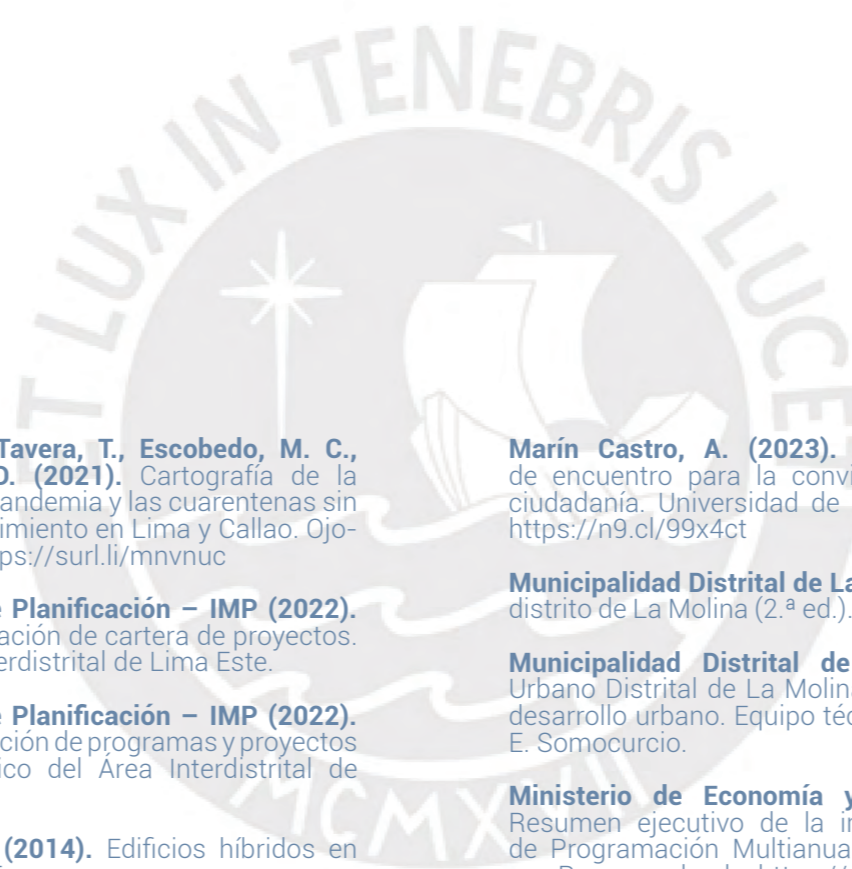 ET LUX IN TENEBRIS LUCET
MCMXVII
Tavera, T., Escobedo, M. C.,
D. (2021). Cartografía de la
andemia y las cuarentenas sin
imiento en Lima y Callao. Ojo-
ps://surl.li/mnvnuc
e Planificación – IMP (2022).
ación de cartera de proyectos.
erdistrital de Lima Este.
e Planificación – IMP (2022).
ción de programas y proyectos
ico del Área Interdistrital de
(2014). Edificios híbridos en
Marín Castro, A. (2023).
de encuentro para la convi
ciudadanía. Universidad de
https://n9.cl/99x4ct
Municipalidad Distrital de La
distrito de La Molina (2.ª ed.).
Municipalidad Distrital de
Urbano Distrital de La Molina
desarrollo urbano. Equipo téc
E. Somocurcio.
Ministerio de Economía y
Resumen ejecutivo de la in
de Programación Multianua